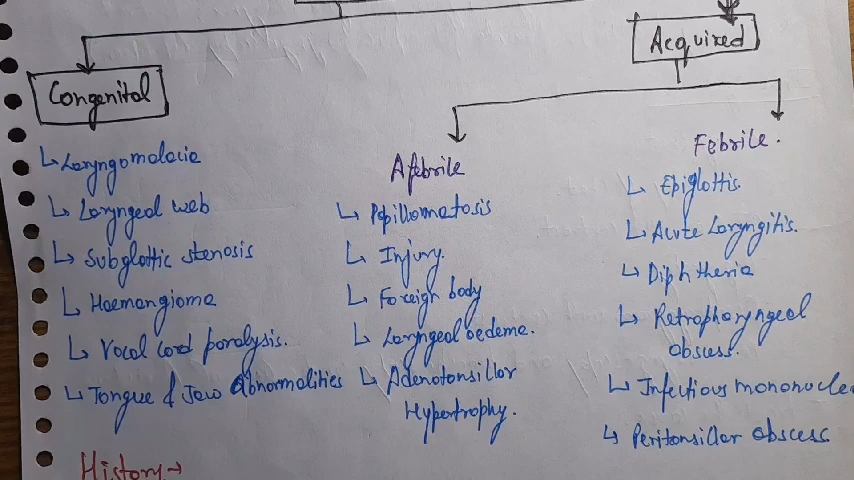 Acquired
Congenital
↳ Laryngomalacia
↳ Laryngeal web
↳ Subglottic stenosis
↳ Haemangioma
↳ Vocal cord paralysis.
↳ Tongue & Jaw abnormalities
Afebrile
↳ Papillomatosis
↳ Injury.
↳ Foreign body
↳ Laryngeal oedema.
↳ Adenotonsillar
Hypertrophy.
Febrile.
↳ Epiglottis.
↳ Acute Laryngitis.
↳ Diphtheria
↳ Retropharyngeal
abscess.
↳ Infectious mononucle
↳ Peritonsillar abscess
History→